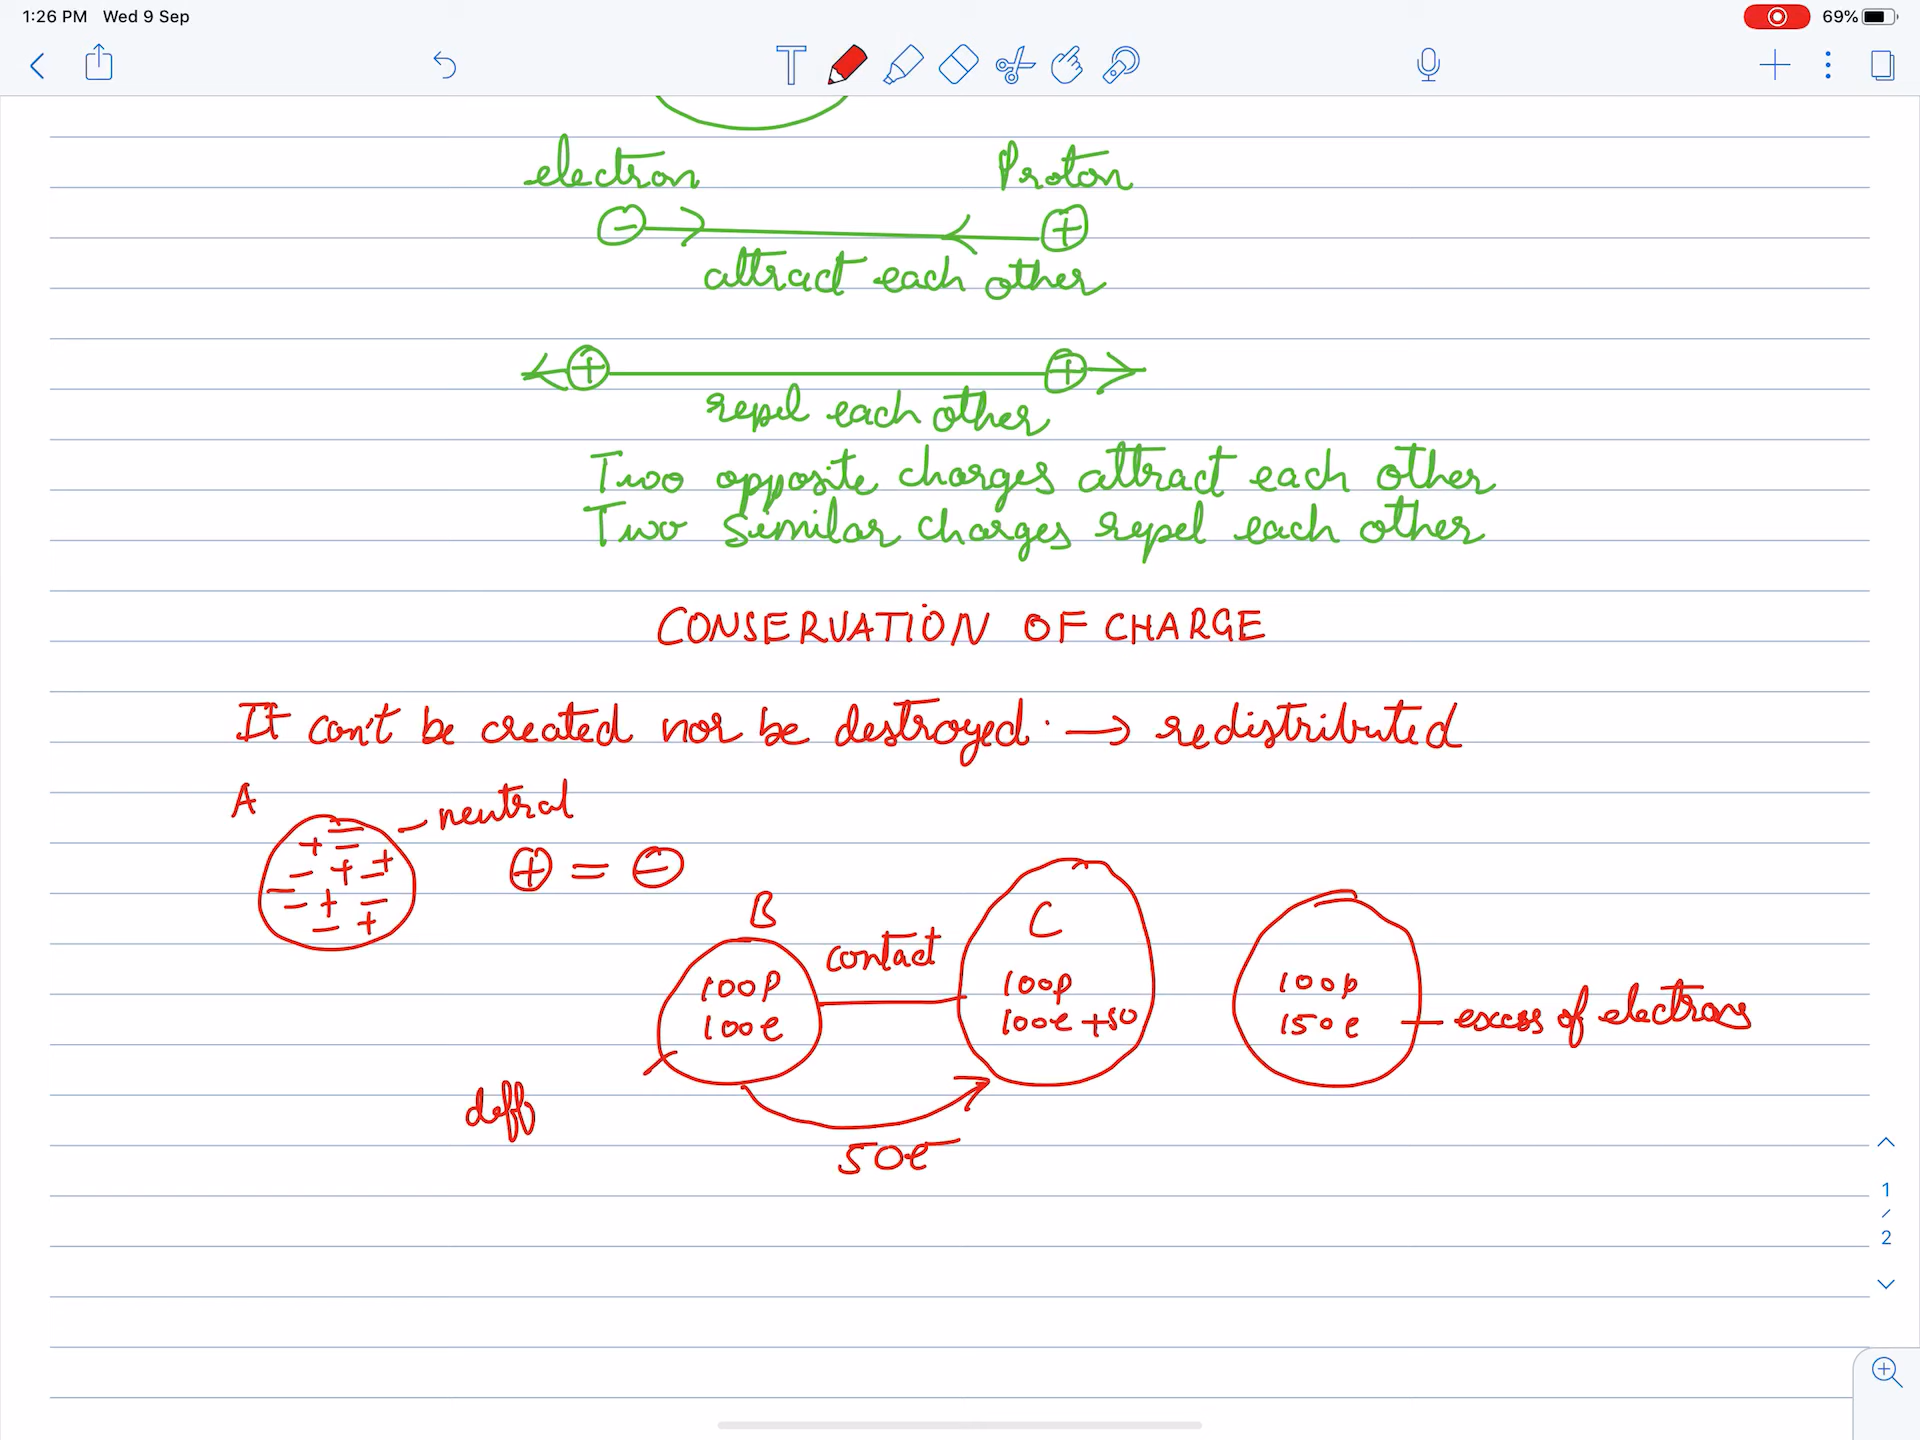 1:26 PM Wed 9 Sep
69%
electron Proton
− +
attract each other
+ +
repel each other
Two opposite charges attract each other
Two similar charges repel each other
CONSERVATION OF CHARGE
It can't be created nor be destroyed. → redistributed
A
neutral
+ = −
B
contact
C
100p
100e
100p
100e +50
100p
150e
excess of electrons
deff
50e⁻
1
/
2